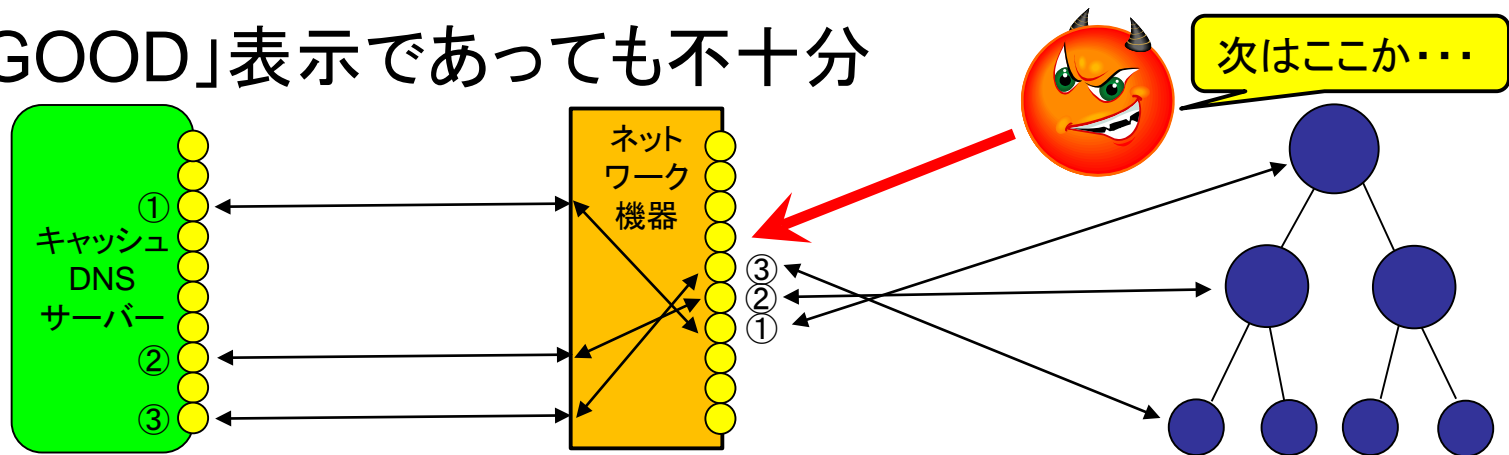 GOOD」表示であっても不十分
次はここか・・・
ネット
ワーク
機器
①
キャッシュ
DNS
サーバー
②
③
③
②
①